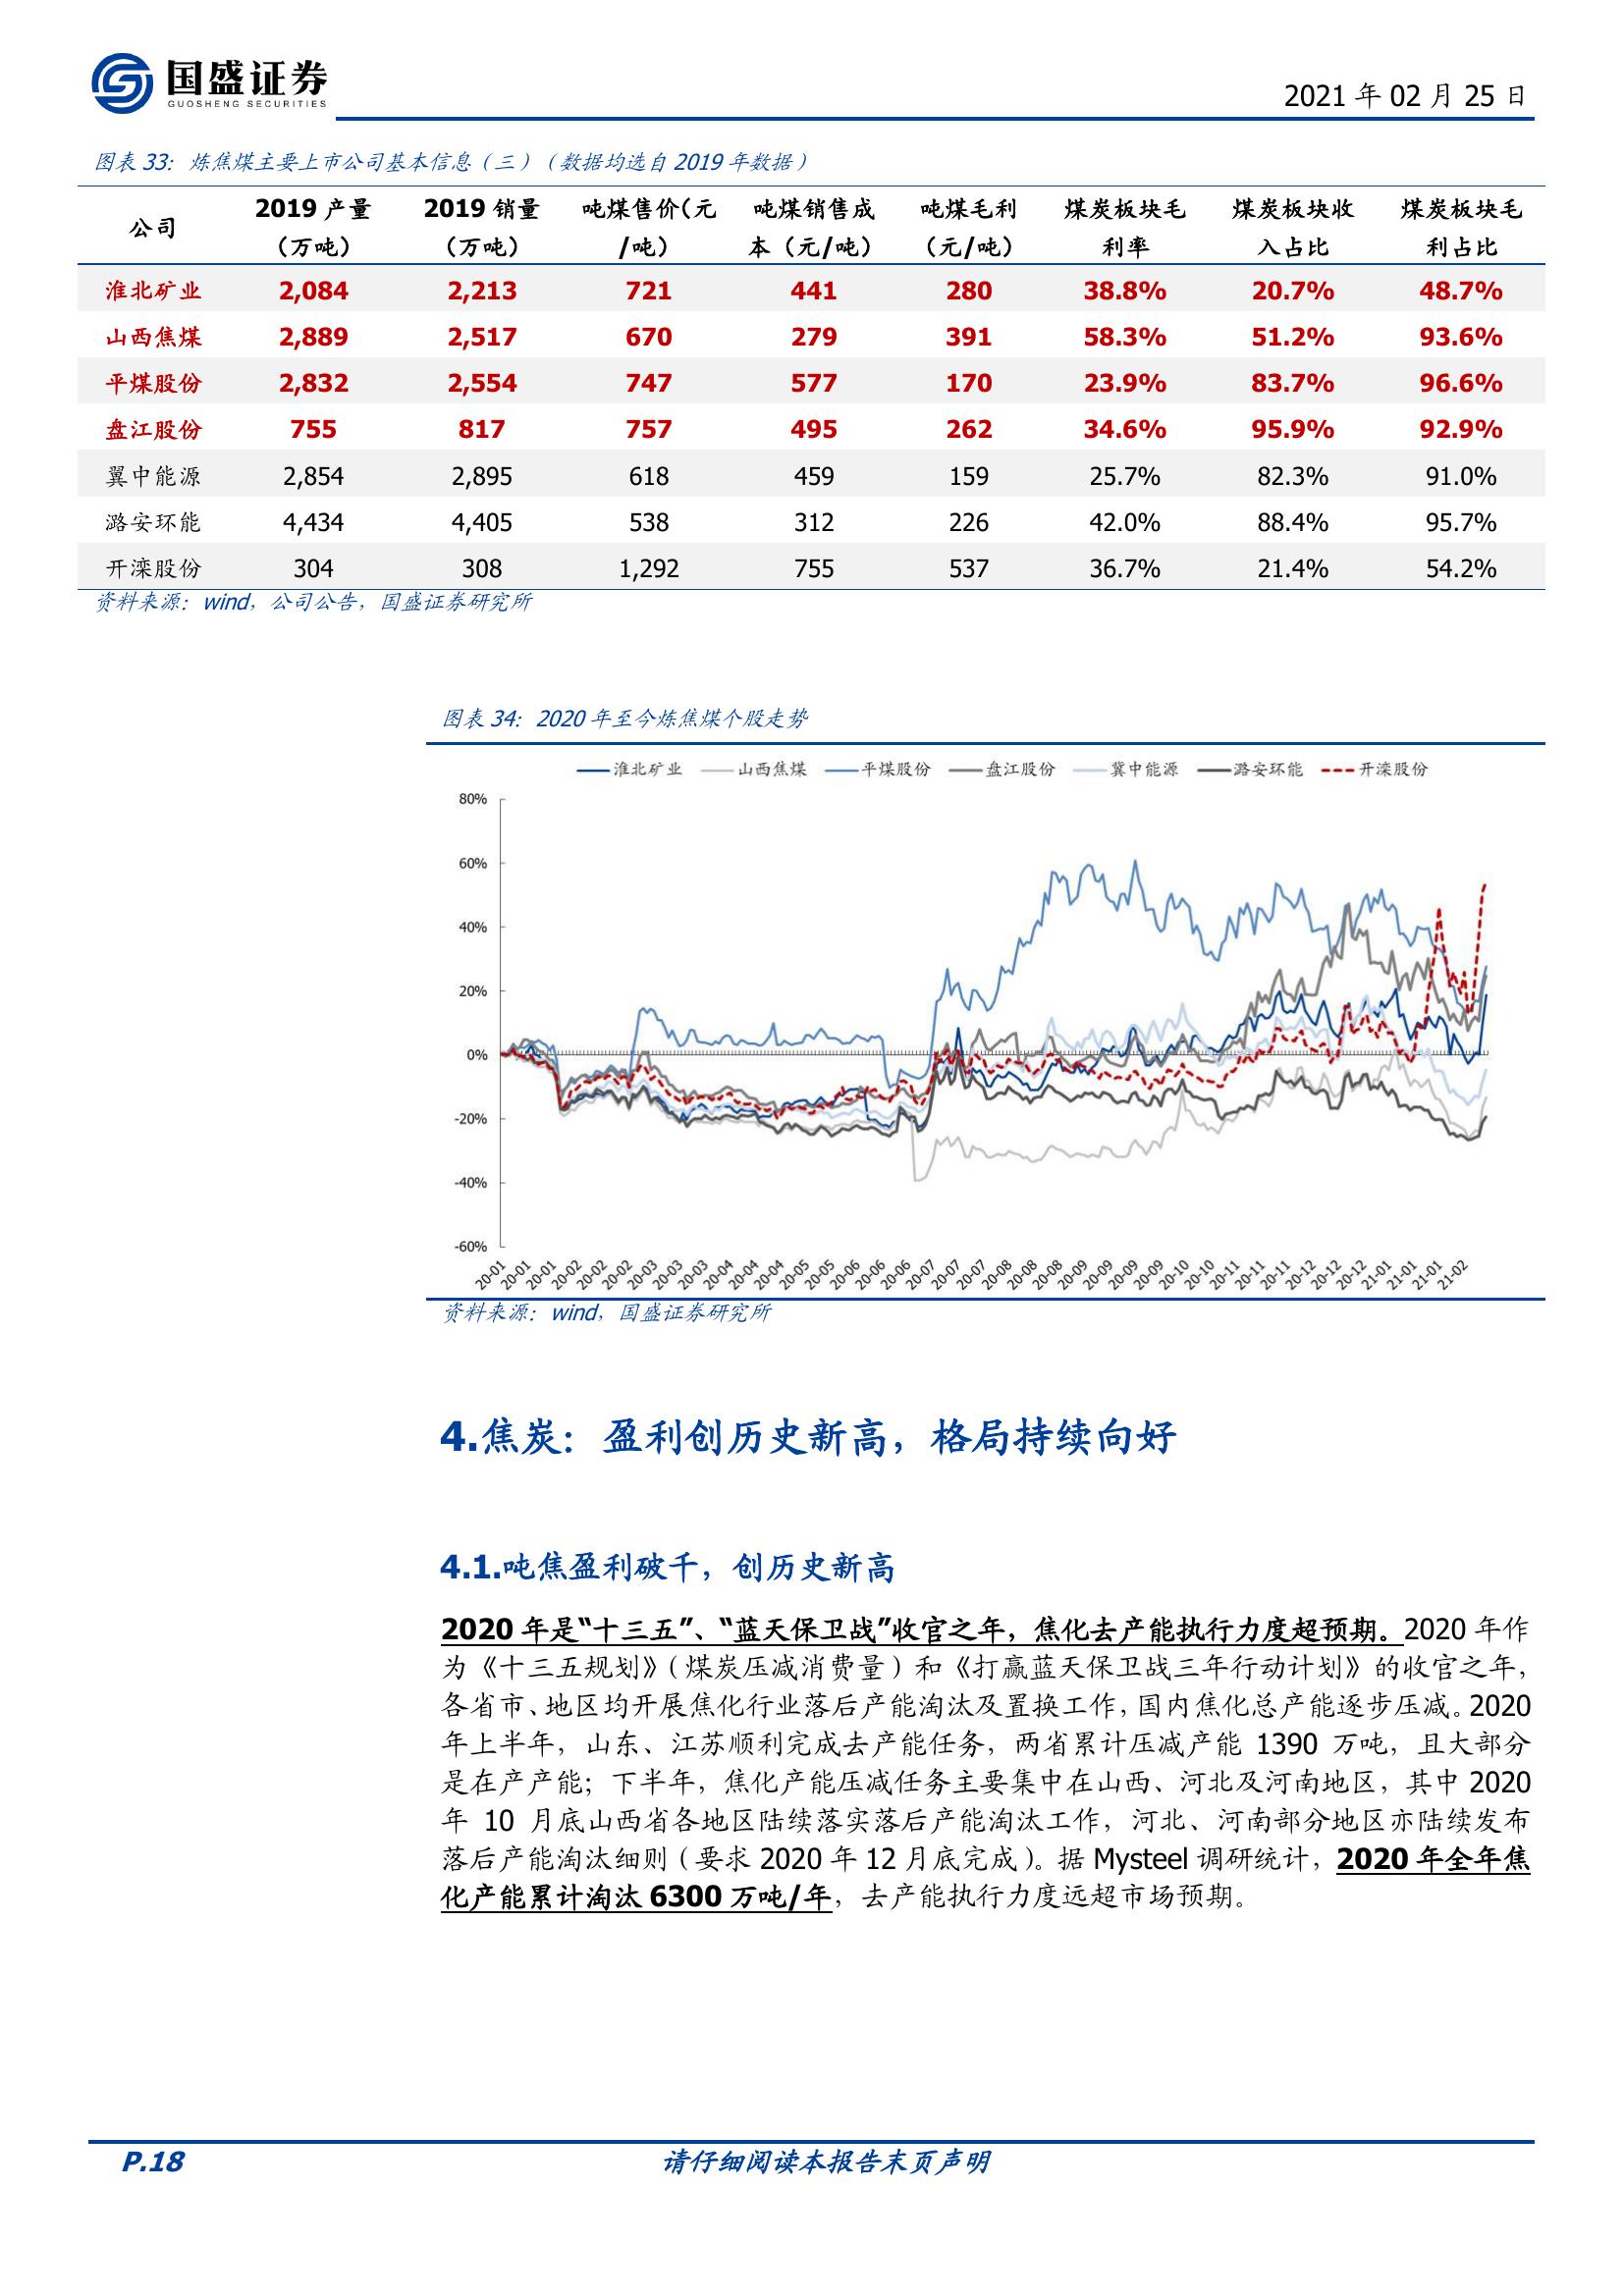 国盛证券
GUOSHENG SECURITIES
2021 年 02 月 25 日
图表 33：炼焦煤主要上市公司基本信息（三）（数据均选自 2019 年数据）
公司 2019 产量（万吨） 2019 销量（万吨） 吨煤售价（元/吨） 吨煤销售成本（元/吨） 吨煤毛利（元/吨） 煤炭板块毛利率 煤炭板块收入占比 煤炭板块毛利占比
淮北矿业 2,084 2,213 721 441 280 38.8% 20.7% 48.7%
山西焦煤 2,889 2,517 670 279 391 58.3% 51.2% 93.6%
平煤股份 2,832 2,554 747 577 170 23.9% 83.7% 96.6%
盘江股份 755 817 757 495 262 34.6% 95.9% 92.9%
翼中能源 2,854 2,895 618 459 159 25.7% 82.3% 91.0%
潞安环能 4,434 4,405 538 312 226 42.0% 88.4% 95.7%
开滦股份 304 308 1,292 755 537 36.7% 21.4% 54.2%
资料来源：wind，公司公告，国盛证券研究所
图表 34：2020 年至今炼焦煤个股走势
淮北矿业 山西焦煤 平煤股份 盘江股份 冀中能源 潞安环能 开滦股份
80%
60%
40%
20%
0%
-20%
-40%
-60%
20-01 20-01 20-01 20-02 20-02 20-02 20-03 20-03 20-03 20-04 20-04 20-04 20-05 20-05 20-06 20-06 20-06 20-07 20-07 20-07 20-08 20-08 20-08 20-09 20-09 20-09 20-09 20-10 20-10 20-11 20-11 20-11 20-12 20-12 20-12 21-01 21-01 21-01 21-02
资料来源：wind，国盛证券研究所
4.焦炭：盈利创历史新高，格局持续向好
4.1.吨焦盈利破千，创历史新高
2020 年是“十三五”、“蓝天保卫战”收官之年，焦化去产能执行力度超预期。2020 年作
为《十三五规划》（煤炭压减消费量）和《打赢蓝天保卫战三年行动计划》的收官之年，
各省市、地区均开展焦化行业落后产能淘汰及置换工作，国内焦化总产能逐步压减。2020
年上半年，山东、江苏顺利完成去产能任务，两省累计压减产能 1390 万吨，且大部分
是在产产能；下半年，焦化产能压减任务主要集中在山西、河北及河南地区，其中 2020
年 10 月底山西省各地区陆续落实落后产能淘汰工作，河北、河南部分地区亦陆续发布
落后产能淘汰细则（要求 2020 年 12 月底完成）。据 Mysteel 调研统计，2020 年全年焦
化产能累计淘汰 6300 万吨/年，去产能执行力度远超市场预期。
P.18 请仔细阅读本报告末页声明